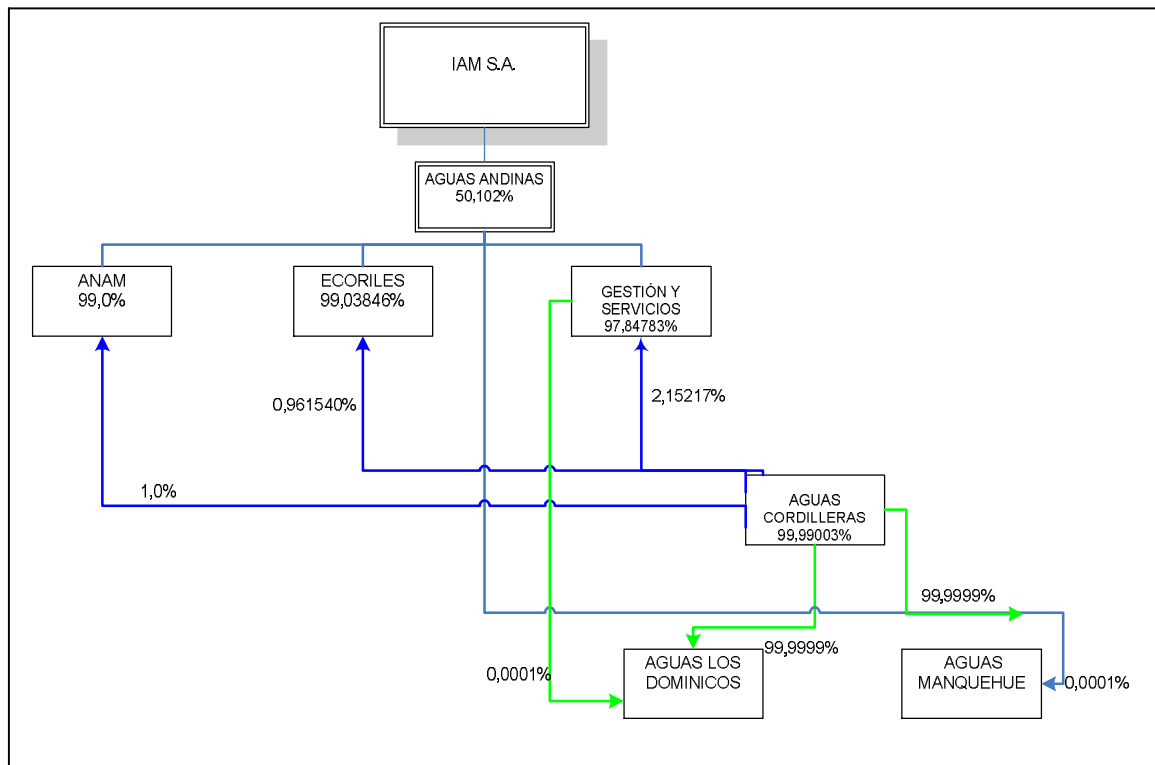 IAM S.A.
AGUAS ANDINAS
50,102%
ANAM
99,0%
ECORILES
99,03846%
GESTIÓN Y
SERVICIOS
97,84783%
0,961540%
2,15217%
1,0%
AGUAS
CORDILLERAS
99,99003%
99,9999%
99,9999%
0,0001%
AGUAS LOS
DOMINICOS
AGUAS
MANQUEHUE
0,0001%